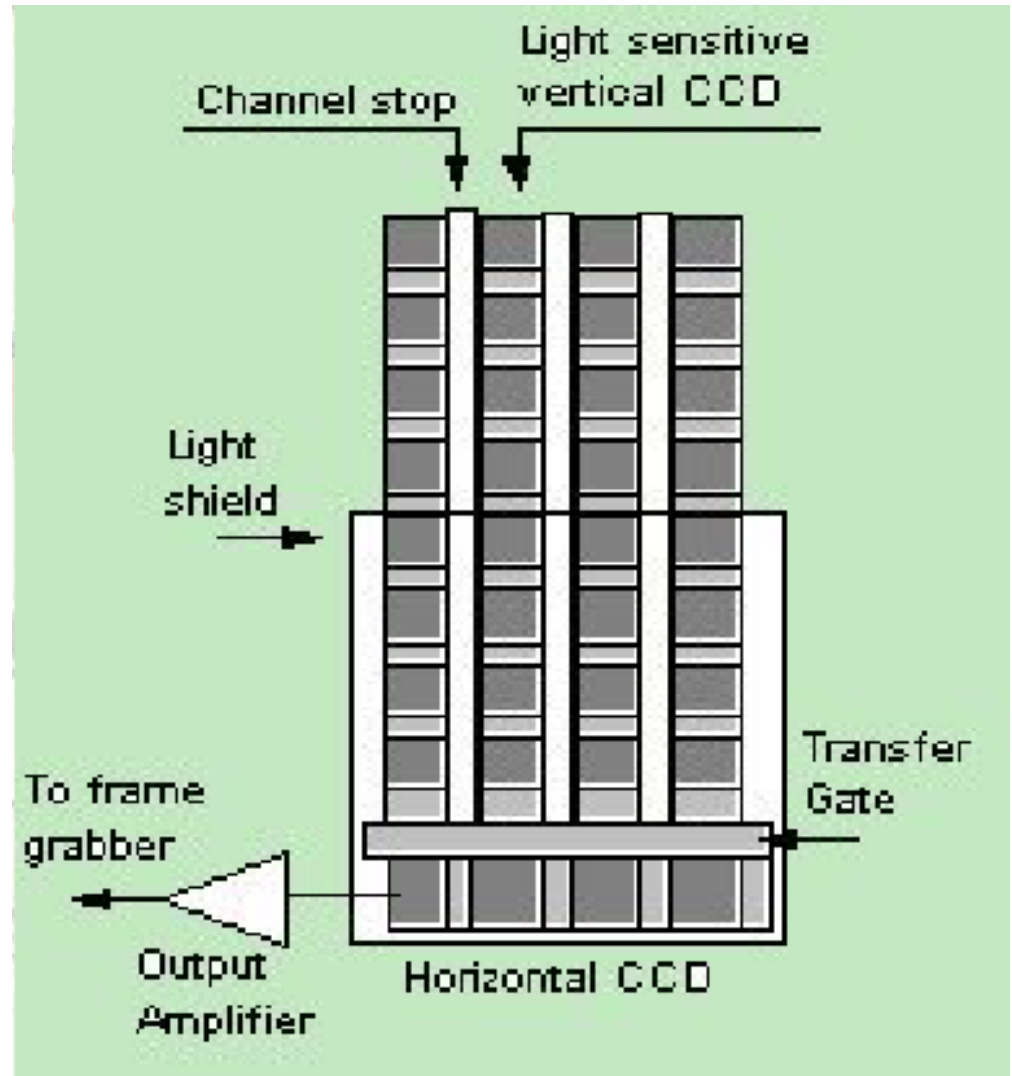 Light sensitive
vertical CCD
Channel stop
Light
shield
Transfer
Gate
To frame
grabber
Output
Amplifier
Horizontal CCD